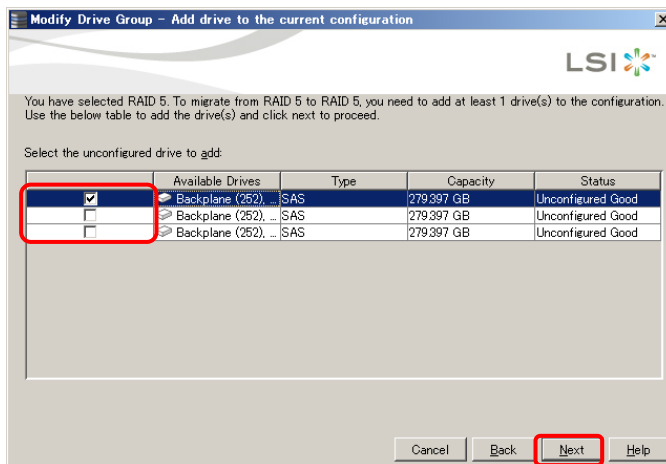 Modify Drive Group - Add drive to the current configuration
LSI
You have selected RAID 5. To migrate from RAID 5 to RAID 5, you need to add at least 1 drive(s) to the configuration.
Use the below table to add the drive(s) and click next to proceed.
Select the unconfigured drive to add:
Available Drives Type Capacity Status
Backplane (252), ... SAS 279.397 GB Unconfigured Good
Backplane (252), ... SAS 279.397 GB Unconfigured Good
Backplane (252), ... SAS 279.397 GB Unconfigured Good
Cancel Back Next Help